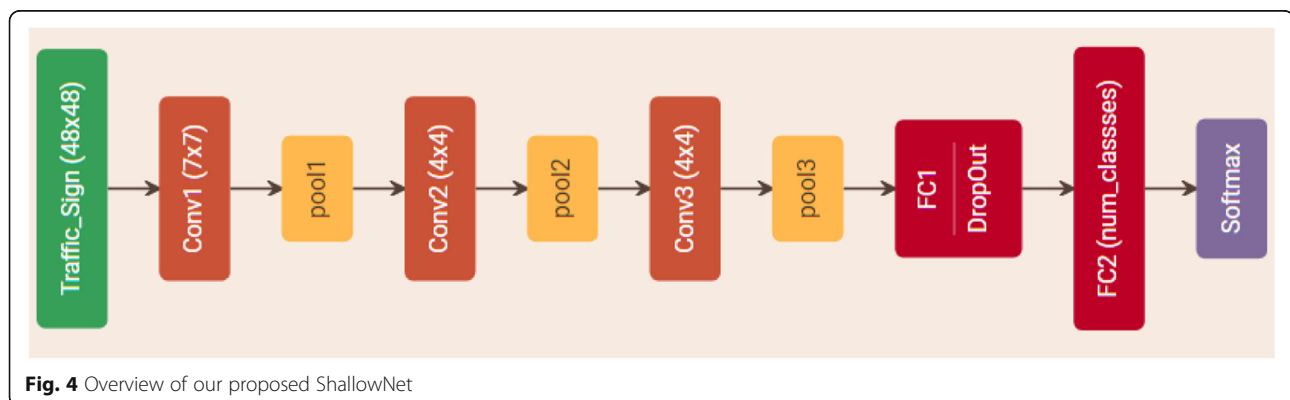 Traffic_Sign (48x48)
Conv1 (7x7)
pool1
Conv2 (4x4)
pool2
Conv3 (4x4)
pool3
FC1
DropOut
FC2 (num_classses)
Softmax
Fig. 4 Overview of our proposed ShallowNet